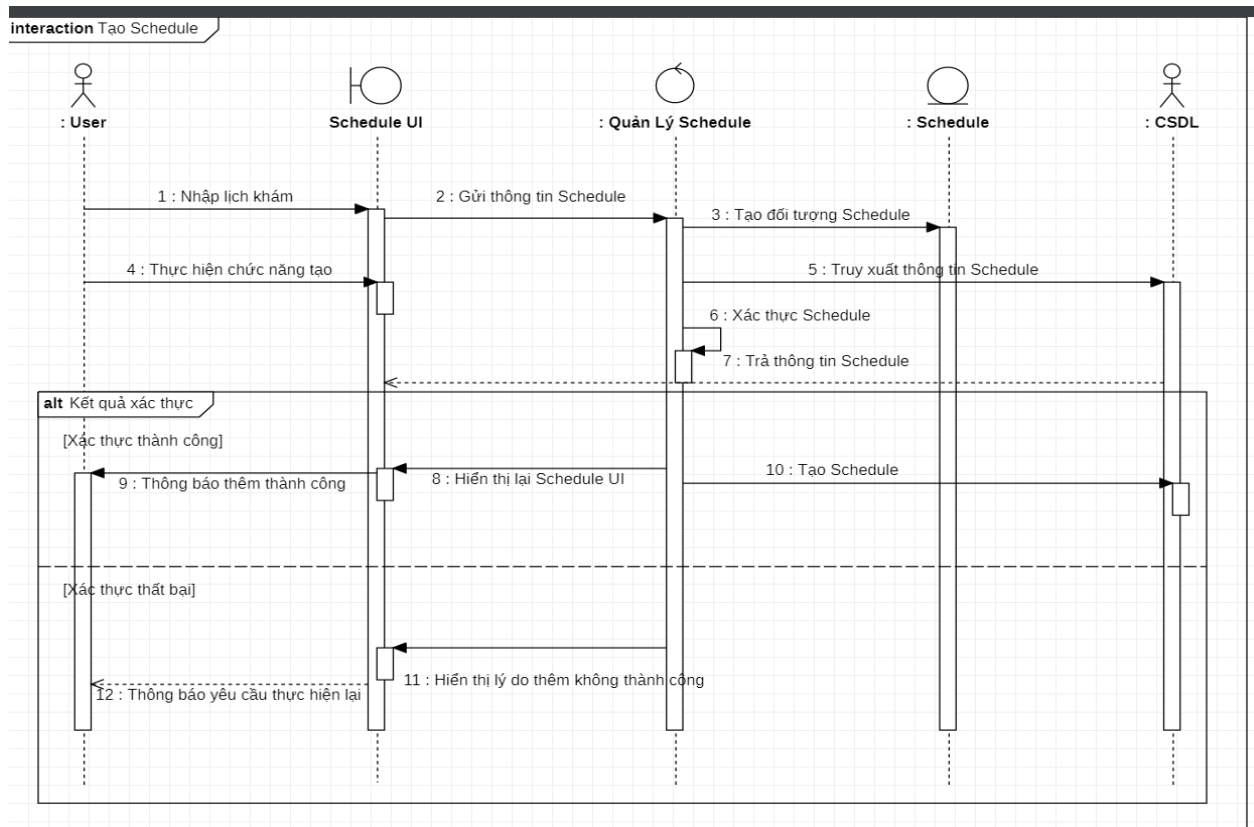 interaction Tạo Schedule
: User
Schedule UI
: Quản Lý Schedule
: Schedule
: CSDL
1 : Nhập lịch khám
2 : Gửi thông tin Schedule
3 : Tạo đối tượng Schedule
4 : Thực hiện chức năng tạo
5 : Truy xuất thông tin Schedule
6 : Xác thực Schedule
7 : Trả thông tin Schedule
alt Kết quả xác thực
[Xác thực thành công]
8 : Hiển thị lại Schedule UI
9 : Thông báo thêm thành công
10 : Tạo Schedule
[Xác thực thất bại]
11 : Hiển thị lý do thêm không thành công
12 : Thông báo yêu cầu thực hiện lại